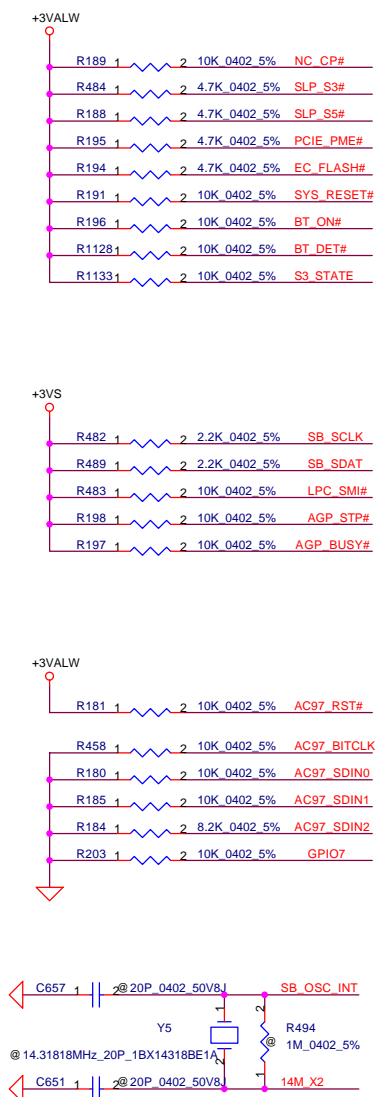 +3VALW
R189 1 2 10K_0402_5% NC_CP#
R484 1 2 4.7K_0402_5% SLP_S3#
R188 1 2 4.7K_0402_5% SLP_S5#
R195 1 2 4.7K_0402_5% PCIE_PME#
R194 1 2 4.7K_0402_5% EC_FLASH#
R191 1 2 10K_0402_5% SYS_RESET#
R196 1 2 10K_0402_5% BT_ON#
R1128 1 2 10K_0402_5% BT_DET#
R1133 1 2 10K_0402_5% S3_STATE
+3VS
R482 1 2 2.2K_0402_5% SB_SCLK
R489 1 2 2.2K_0402_5% SB_SDAT
R483 1 2 10K_0402_5% LPC_SMI#
R198 1 2 10K_0402_5% AGP_STP#
R197 1 2 10K_0402_5% AGP_BUSY#
+3VALW
R181 1 2 10K_0402_5% AC97_RST#
R458 1 2 10K_0402_5% AC97_BITCLK
R180 1 2 10K_0402_5% AC97_SDIN0
R185 1 2 10K_0402_5% AC97_SDIN1
R184 1 2 8.2K_0402_5% AC97_SDIN2
R203 1 2 10K_0402_5% GPIO7
C657 1 2 @ 20P_0402_50V8J SB_OSC_INT
1 2
Y5 R494
@ 1M_0402_5%
@ 14.31818MHz_20P_1BX14318BE1A
2 1
C651 1 2 @ 20P_0402_50V8J 14M_X2